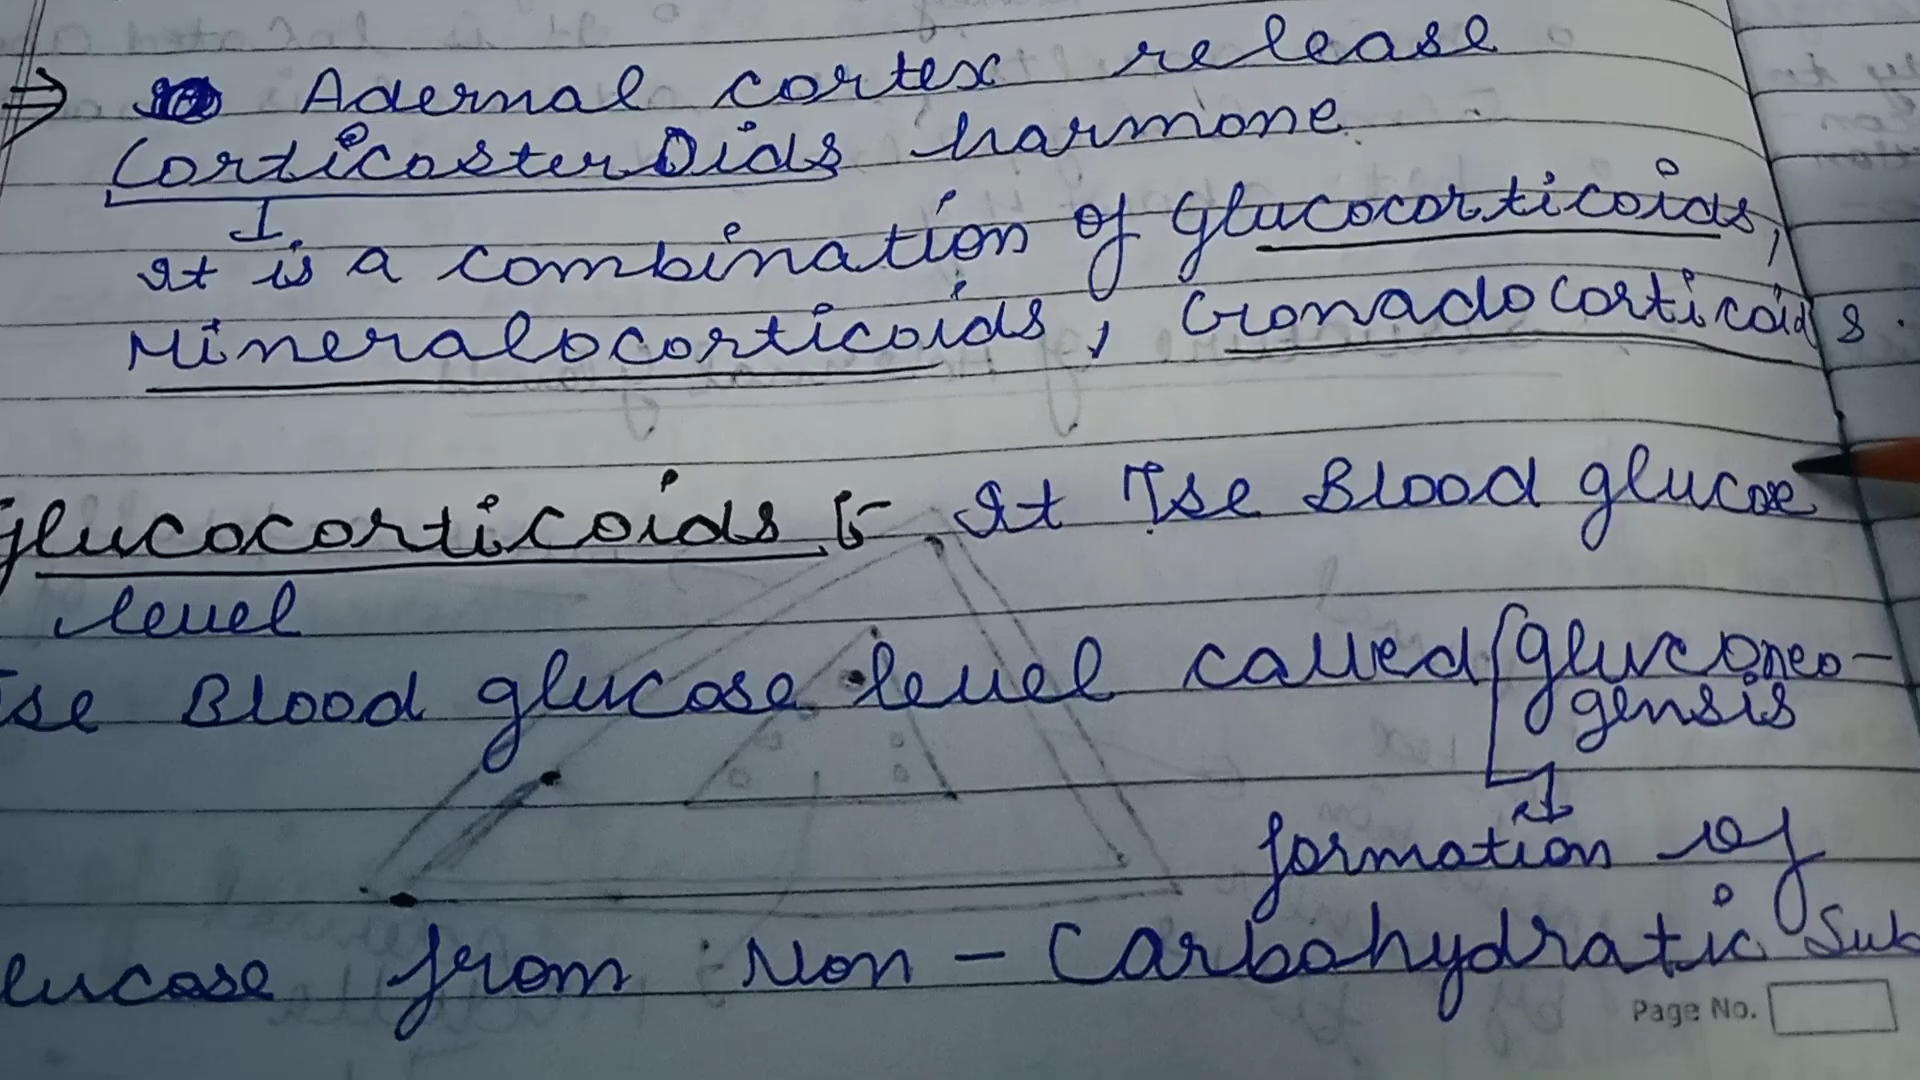 ⇒ Adernal cortex release
Corticosteroids harmone.
It is a combination of Glucocorticoids,
Mineralocorticoids, Gonadocorticoids.
Glucocorticoids :- It ↑se Blood glucose
level
↑se Blood glucose level called gluconeo-
gensis
formation of
lucose from Non - Carbohydratic Sub
Page No.